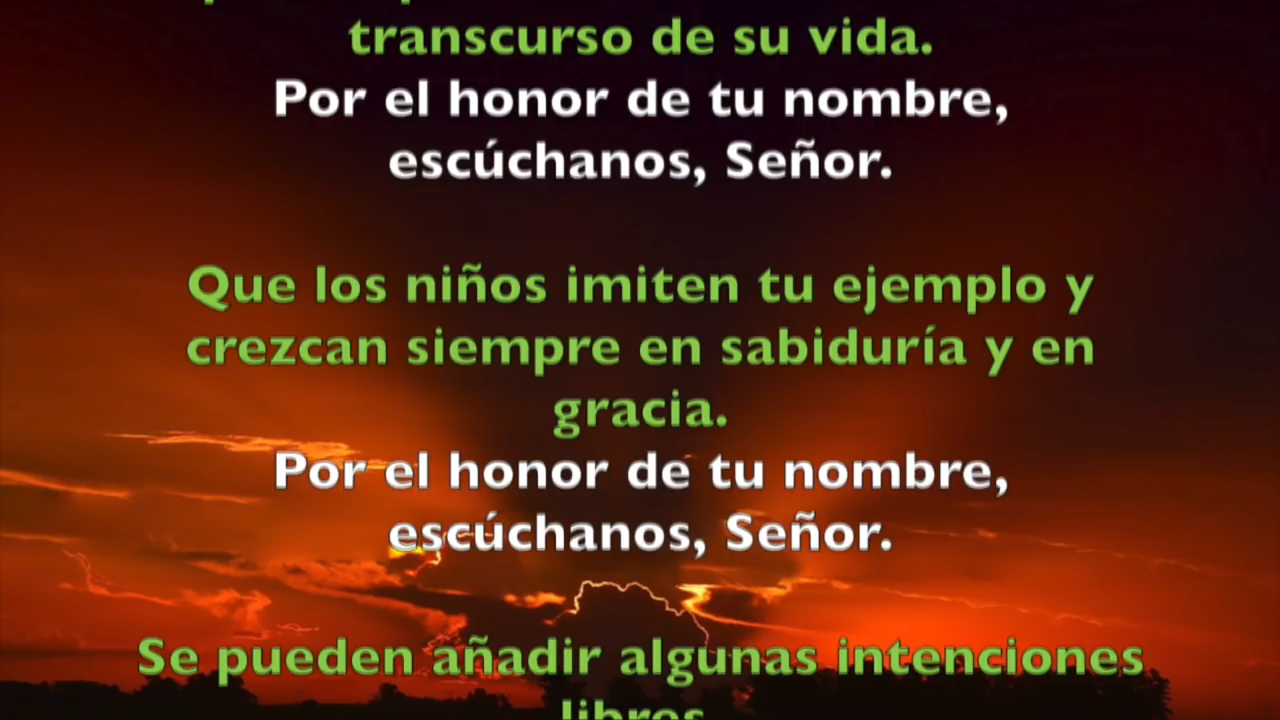 transcurso de su vida.
Por el honor de tu nombre,
escúchanos, Señor.
Que los niños imiten tu ejemplo y
crezcan siempre en sabiduría y en
gracia.
Por el honor de tu nombre,
escúchanos, Señor.
Se pueden añadir algunas intenciones
libres.